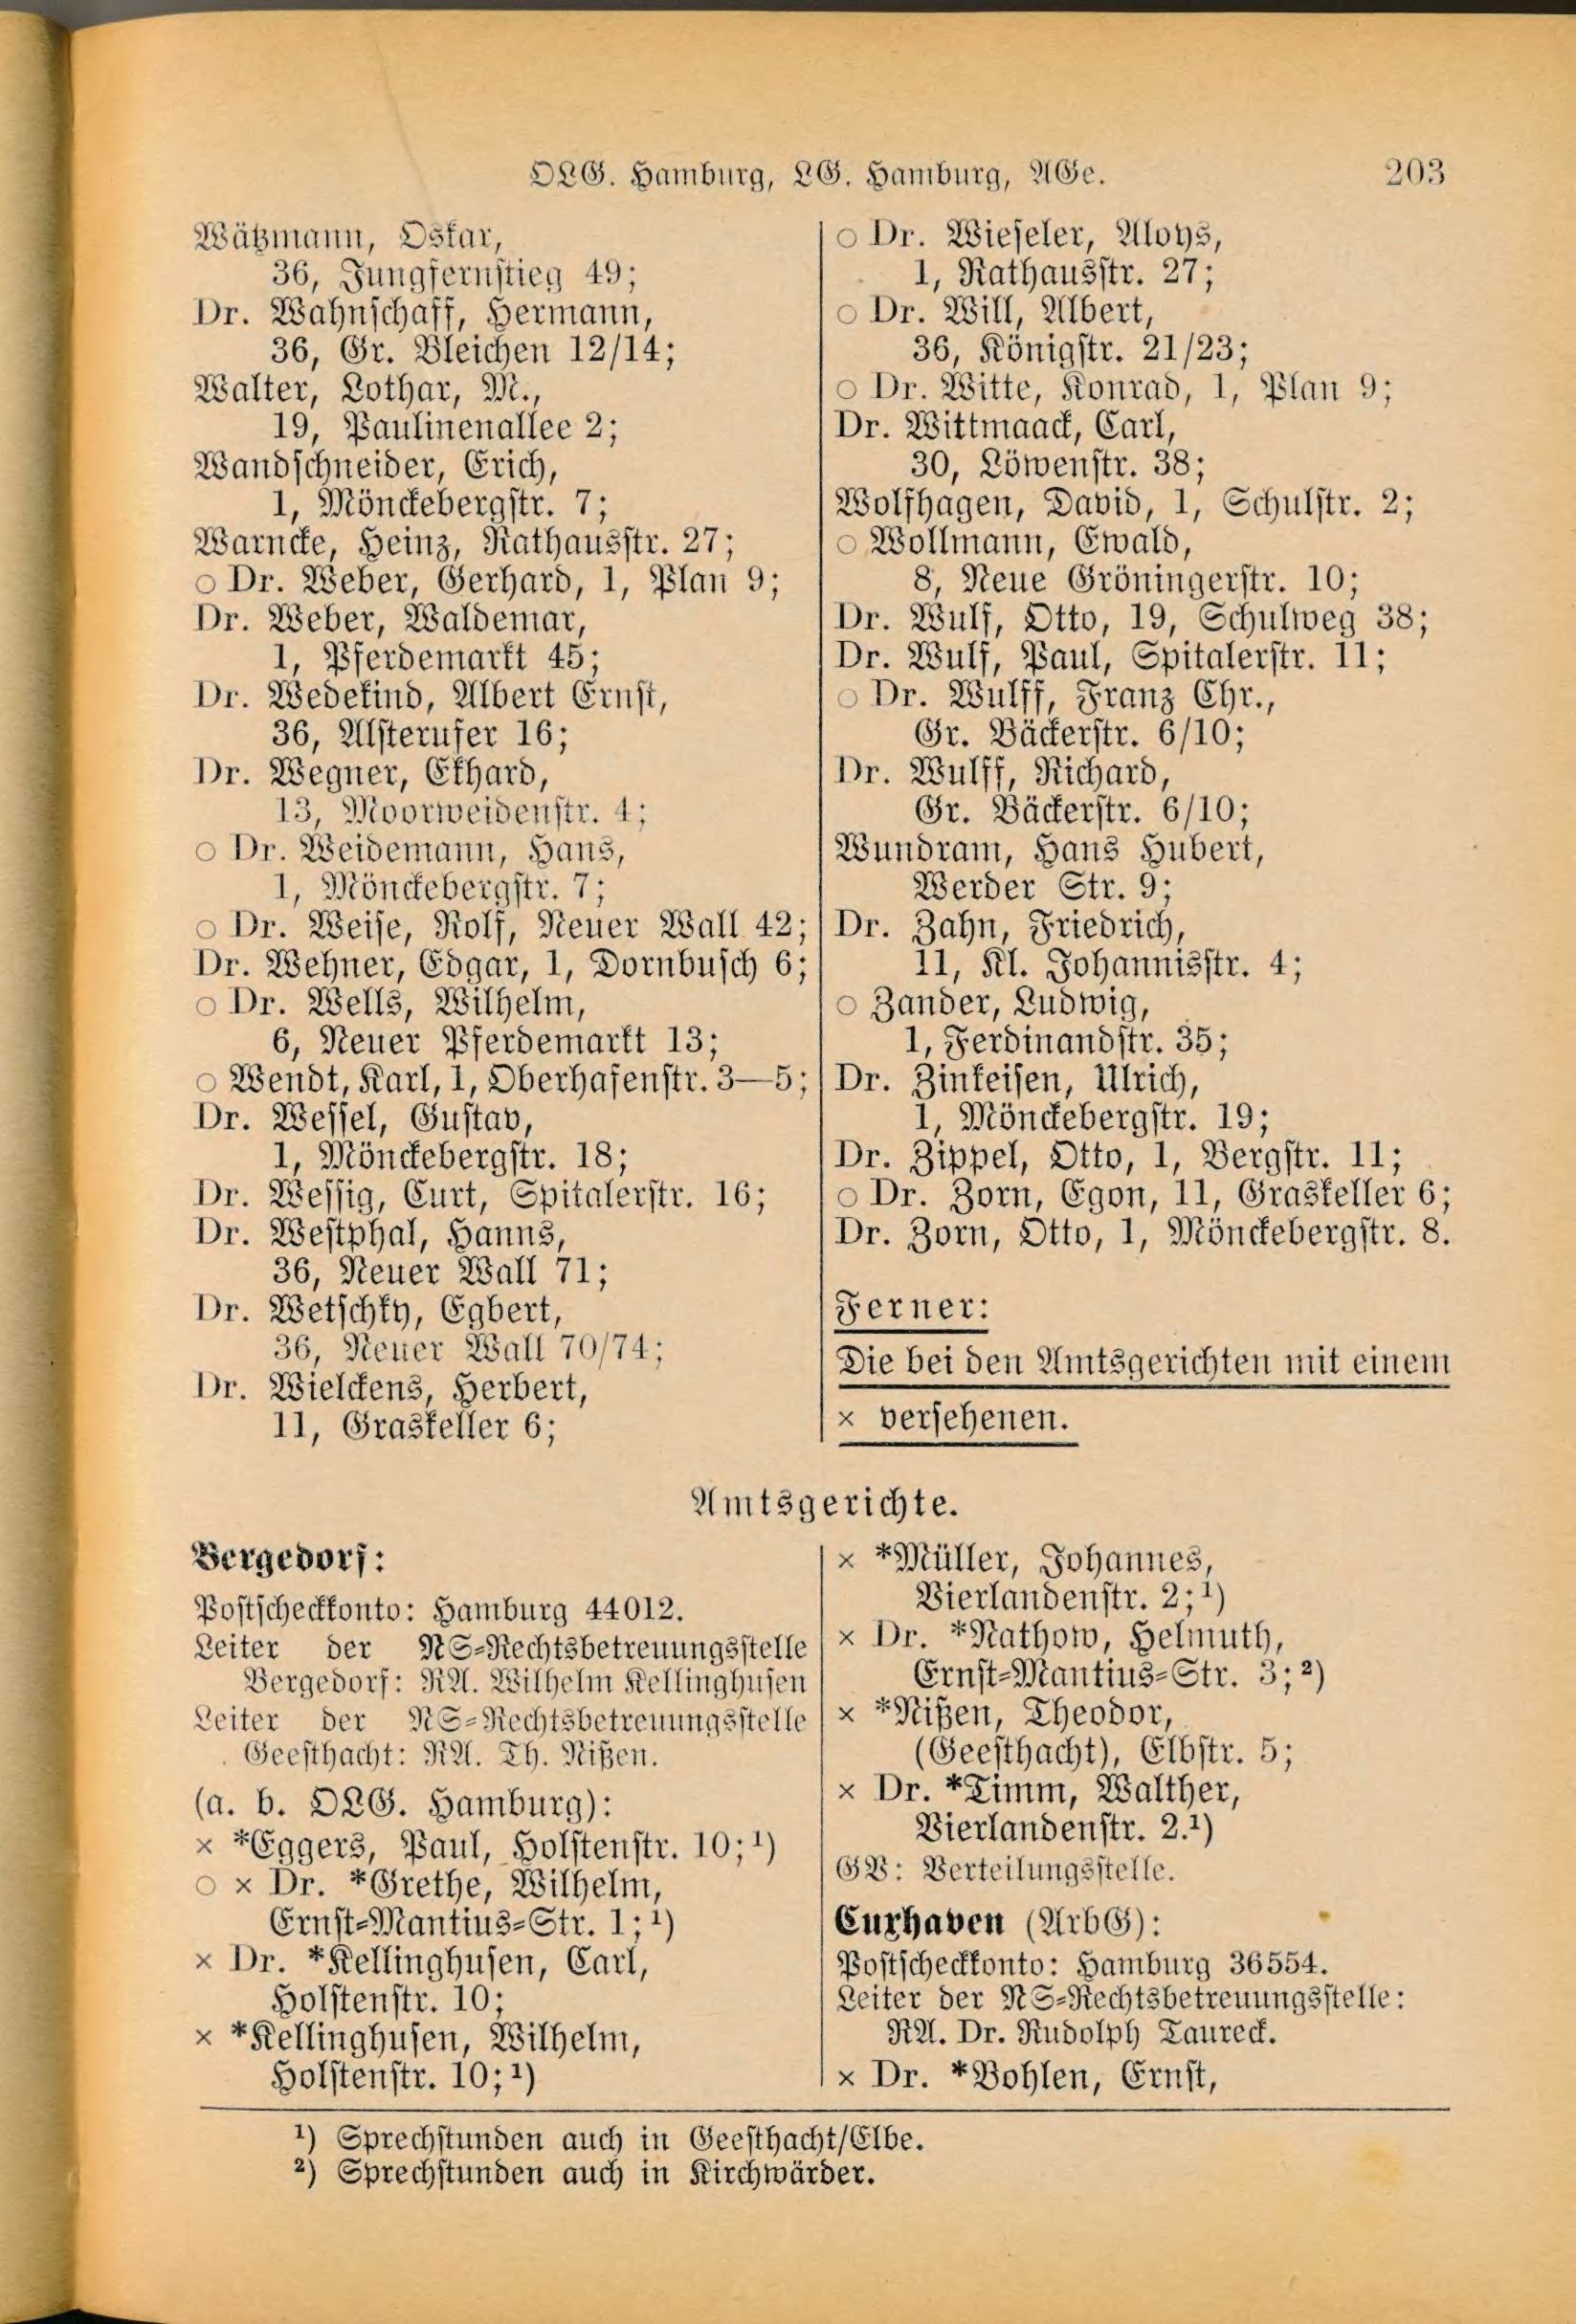 OLG. Hamburg, LG. Hamburg, AGe. 203
Wätzmann, Oskar,
36, Jungfernstieg 49;
Dr. Wahnschaff, Hermann,
36, Gr. Bleichen 12/14;
Walter, Lothar, M.,
19, Paulinenallee 2;
Wandschneider, Erich,
1, Mönckebergstr. 7;
Warncke, Heinz, Rathausstr. 27;
○ Dr. Weber, Gerhard, 1, Plan 9;
Dr. Weber, Waldemar,
1, Pferdemarkt 45;
Dr. Wedekind, Albert Ernst,
36, Alsterufer 16;
Dr. Wegner, Ekhard,
13, Moorweidenstr. 4;
○ Dr. Weidemann, Hans,
1, Mönckebergstr. 7;
○ Dr. Weise, Rolf, Neuer Wall 42;
Dr. Wehner, Edgar, 1, Dornbusch 6;
○ Dr. Wells, Wilhelm,
6, Neuer Pferdemarkt 13;
○ Wendt, Karl, 1, Oberhafenstr. 3—5;
Dr. Wessel, Gustav,
1, Mönckebergstr. 18;
Dr. Wessig, Curt, Spitalerstr. 16;
Dr. Westphal, Hanns,
36, Neuer Wall 71;
Dr. Wetschky, Egbert,
36, Neuer Wall 70/74;
Dr. Wielckens, Herbert,
11, Graskeller 6;
○ Dr. Wieseler, Aloys,
1, Rathausstr. 27;
○ Dr. Will, Albert,
36, Königstr. 21/23;
○ Dr. Witte, Konrad, 1, Plan 9;
Dr. Wittmaack, Carl,
30, Löwenstr. 38;
Wolfhagen, David, 1, Schulstr. 2;
○ Wollmann, Ewald,
8, Neue Gröningerstr. 10;
Dr. Wulf, Otto, 19, Schulweg 38;
Dr. Wulf, Paul, Spitalerstr. 11;
○ Dr. Wulff, Franz Chr.,
Gr. Bäckerstr. 6/10;
Dr. Wulff, Richard,
Gr. Bäckerstr. 6/10;
Wundram, Hans Hubert,
Werder Str. 9;
Dr. Zahn, Friedrich,
11, Kl. Johannisstr. 4;
○ Zander, Ludwig,
1, Ferdinandstr. 35;
Dr. Zinkeisen, Ulrich,
1, Mönckebergstr. 19;
Dr. Zippel, Otto, 1, Bergstr. 11;
○ Dr. Zorn, Egon, 11, Graskeller 6;
Dr. Zorn, Otto, 1, Mönckebergstr. 8.
Ferner:
Die bei den Amtsgerichten mit einem
× versehenen.
Amtsgerichte.
Bergedorf:
Postscheckkonto: Hamburg 44012.
Leiter der NS-Rechtsbetreuungsstelle
Bergedorf: RA. Wilhelm Kellinghusen
Leiter der NS-Rechtsbetreuungsstelle
Geesthacht: RA. Th. Nißen.
(a. b. OLG. Hamburg):
× *Eggers, Paul, Holstenstr. 10;¹)
○ × Dr. *Grethe, Wilhelm,
Ernst-Mantius-Str. 1;¹)
× Dr. *Kellinghusen, Carl,
Holstenstr. 10;
× *Kellinghusen, Wilhelm,
Holstenstr. 10;¹)
× *Müller, Johannes,
Vierlandenstr. 2;¹)
× Dr. *Rathow, Helmuth,
Ernst-Mantius-Str. 3;²)
× *Nißen, Theodor,
(Geesthacht), Elbstr. 5;
× Dr. *Timm, Walther,
Vierlandenstr. 2.¹)
GV: Verteilungsstelle.
Cuxhaven (ArbG):
Postscheckkonto: Hamburg 36554.
Leiter der NS-Rechtsbetreuungsstelle:
RA. Dr. Rudolph Taureck.
× Dr. *Bohlen, Ernst,
¹) Sprechstunden auch in Geesthacht/Elbe.
²) Sprechstunden auch in Kirchwärder.